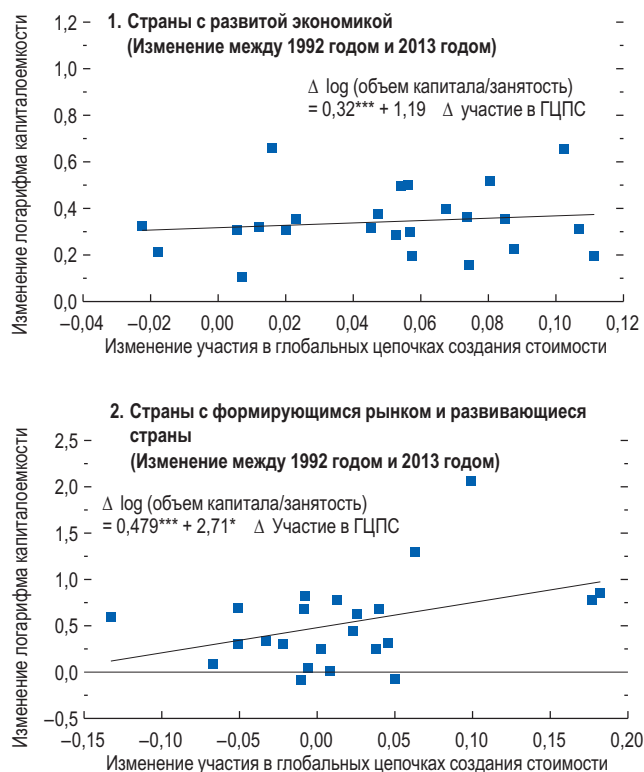 1. Страны с развитой экономикой
(Изменение между 1992 годом и 2013 годом)
Δ log (объем капитала/занятость)
= 0,32*** + 1,19 Δ участие в ГЦПС
Изменение логарифма капиталоемкости
1,2
1,0
0,8
0,6
0,4
0,2
0,0
–0,04 –0,02 0,00 0,02 0,04 0,06 0,08 0,10 0,12
Изменение участия в глобальных цепочках создания стоимости
2. Страны с формирующимся рынком и развивающиеся
страны
(Изменение между 1992 годом и 2013 годом)
Δ log (объем капитала/занятость)
= 0,479*** + 2,71* Δ Участие в ГЦПС
Изменение логарифма капиталоемкости
2,5
2,0
1,5
1,0
0,5
0,0
–0,5
–0,15 –0,10 –0,05 0,00 0,05 0,10 0,15 0,20
Изменение участия в глобальных цепочках создания стоимости